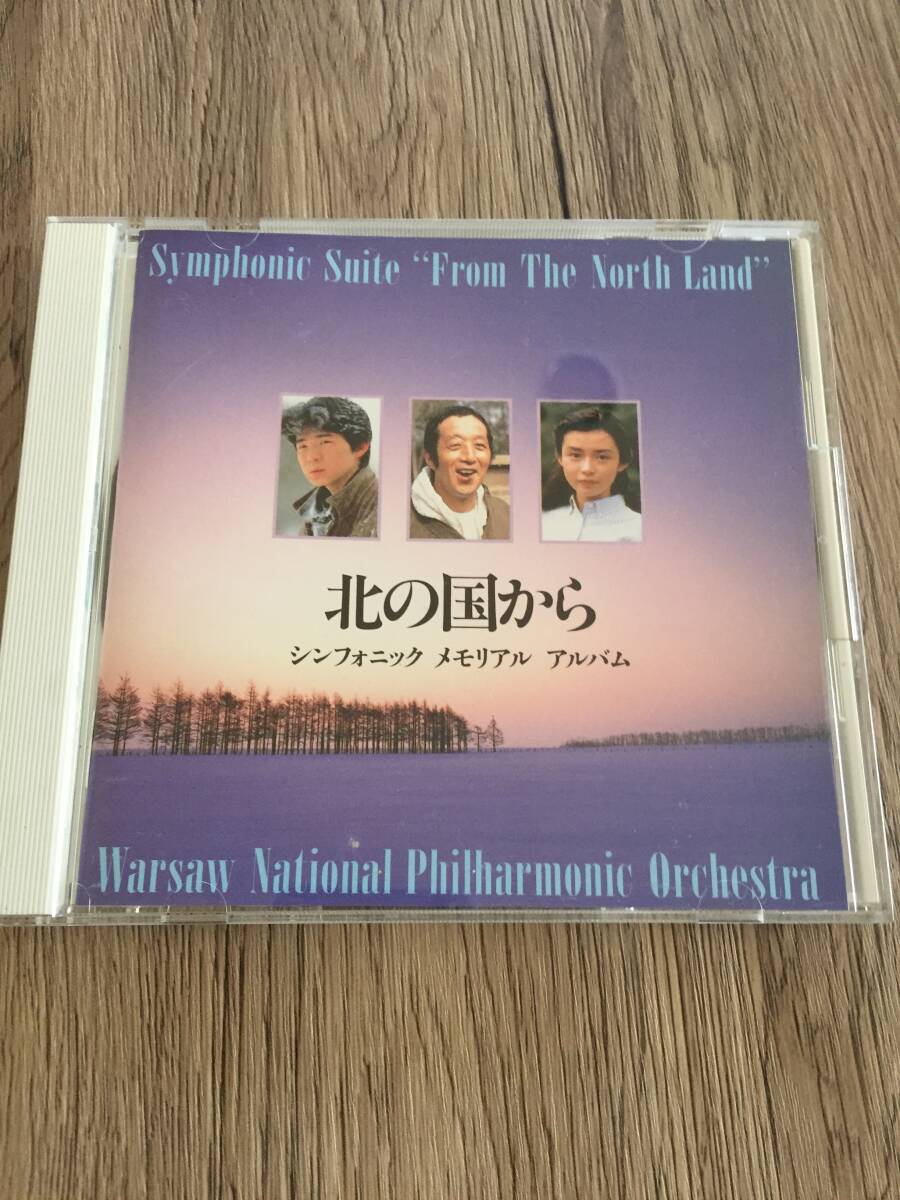 Symphonic Suite “From The North Land”
北の国から
シンフォニック メモリアル アルバム
Warsaw National Philharmonic Orchestra